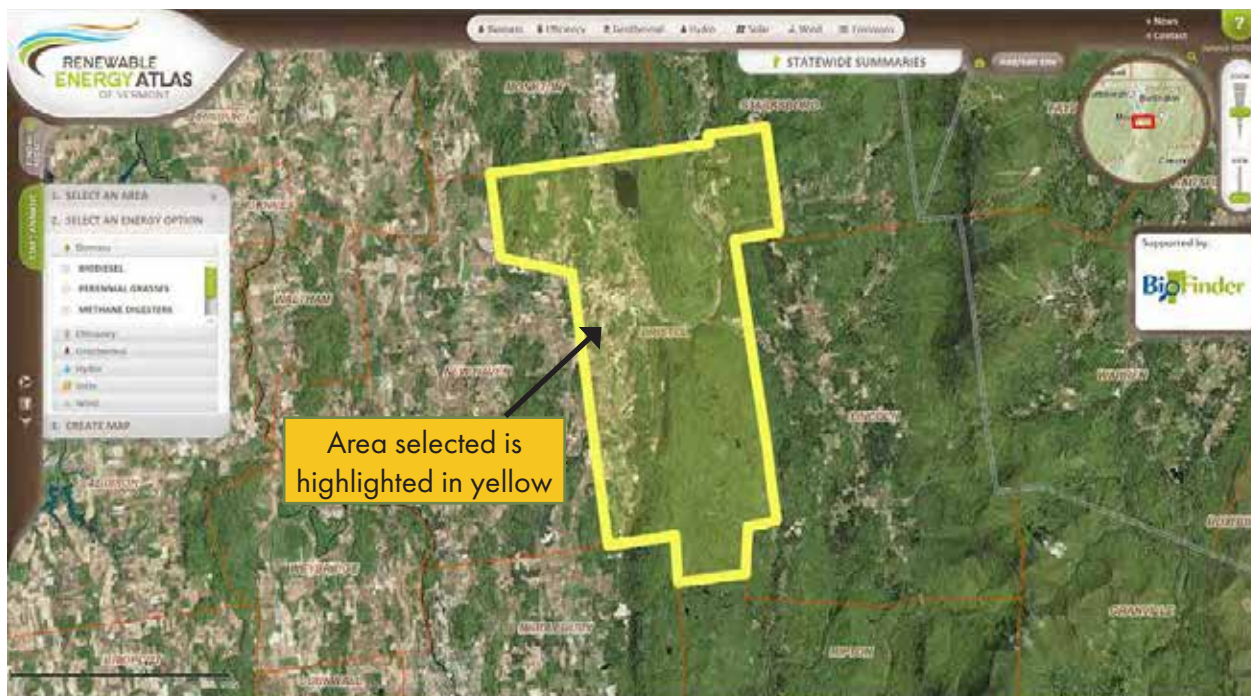 RENEWABLE
ENERGY ATLAS
OF VERMONT
Biomass Efficiency Geothermal Hydro Solar Wind Emissions
News
Contact
?
STATEWIDE SUMMARIES
1. SELECT AN AREA
2. SELECT AN ENERGY OPTION
Biomass
BIODIESEL
PERENNIAL GRASSES
METHANE DIGESTERS
Efficiency
Geothermal
Hydro
Solar
Wind
3. CREATE MAP
Supported by:
BioFinder
MONKTON
STARKSBORO
WALTHAM
BRISTOL
NEW HAVEN
LINCOLN
WARREN
WEYBRIDGE
MIDDLEBURY
RIPTON
GRANVILLE
CORNWALL
ADDISON
BRIDPORT
Burlington
Area selected is
highlighted in yellow